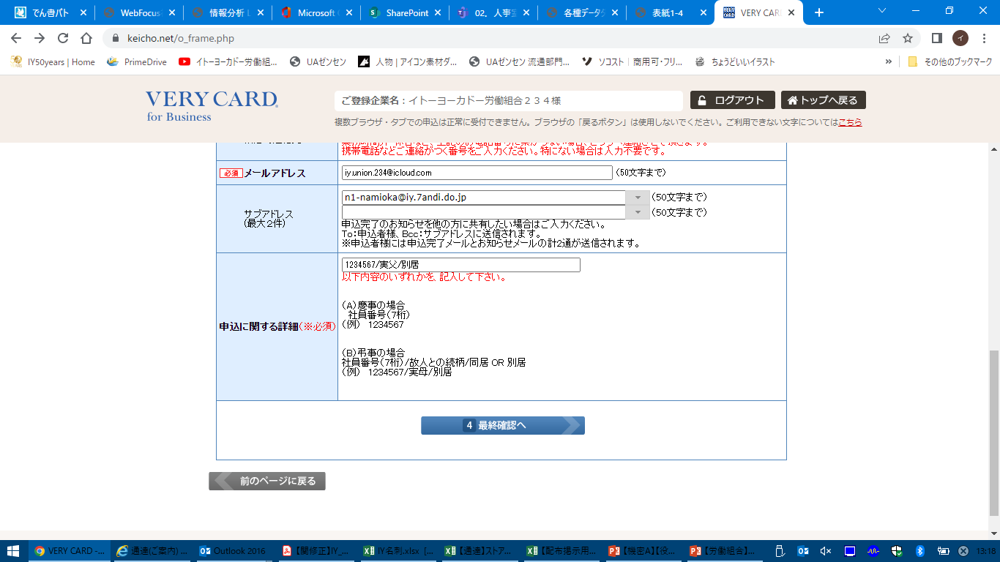 でん吉パト
WebFocus
情報分析
Microsoft
SharePoint
02．人事室
各種データ
表紙1-4
VERY CARD
keicho.net/o_frame.php
イ
IY50years | Home
PrimeDrive
イトーヨーカドー労働組...
UAゼンセン
人物 | アイコン素材ダ...
UAゼンセン 流通部門...
ソコスト｜商用可・フリ...
ちょうどいいイラスト
»
その他のブックマーク
VERY CARD
for Business
ご登録企業名：イトーヨーカドー労働組合２３４様
ログアウト
トップへ戻る
複数ブラウザ・タブでの申込は正常に受付できません。ブラウザの「戻るボタン」は使用しないでください。ご利用できない文字についてはこちら
携帯電話などご連絡がつく番号をご入力ください。特にない場合は入力不要です。
必須 メールアドレス
iy.union.234@icloud.com
（50文字まで）
サブアドレス
（最大２件）
n1-namioka@iy.7andi.do.jp
（50文字まで）
（50文字まで）
申込完了のお知らせを他の方に共有したい場合はご入力ください。
To：申込者様、Bcc：サブアドレスに送信されます。
※申込者様には申込完了メールとお知らせメールの計2通が送信されます。
申込に関する詳細（※必須）
1234567/実父/別居
以下内容のいずれかを、記入して下さい。
（A）慶事の場合
社員番号（7桁）
（例） 1234567
（B）弔事の場合
社員番号（7桁）/故人との続柄/同居 OR 別居
（例） 1234567/実母/別居
4 最終確認へ
前のページに戻る
VERY CARD -...
通達(ご案内) ...
Outlook 2016
【関修正】IY_...
IY名刺.xlsx [...
【通達】ストア...
【配布掲示用...
【機密A】【役...
【労働組合】...
13:18